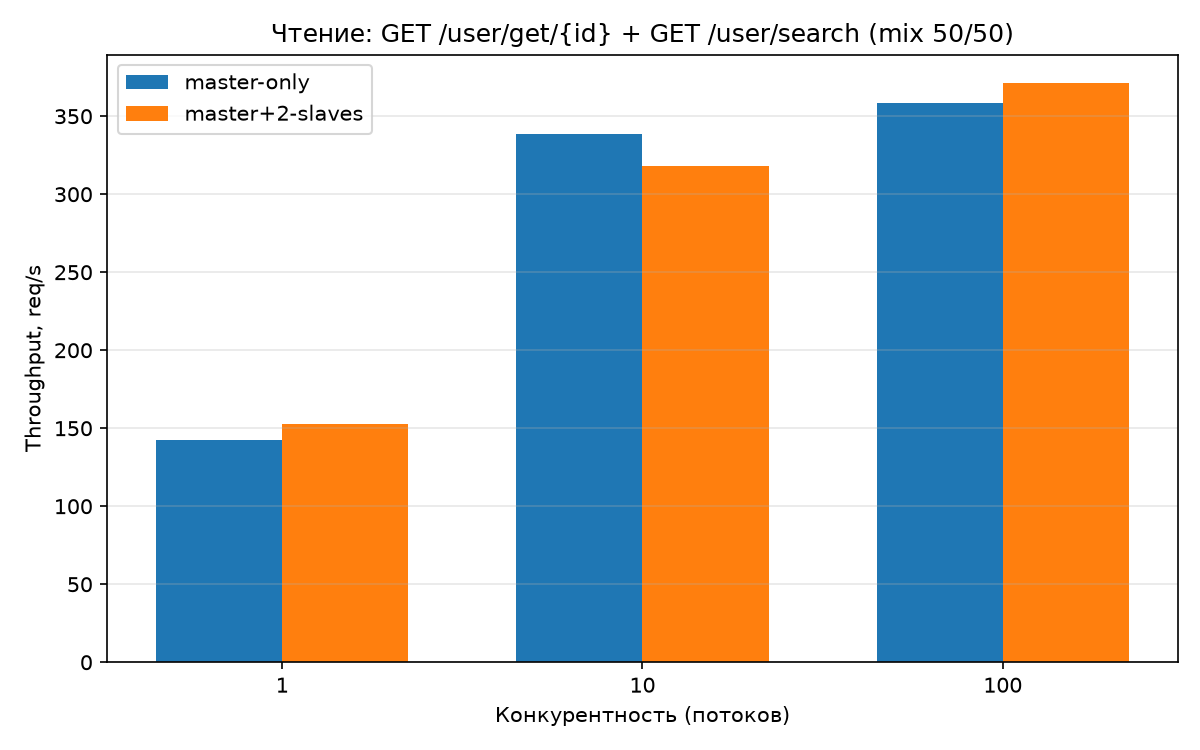 Чтение: GET /user/get/{id} + GET /user/search (mix 50/50)
master-only
master+2-slaves
Throughput, req/s
350
300
250
200
150
100
50
0
1
10
100
Конкурентность (потоков)